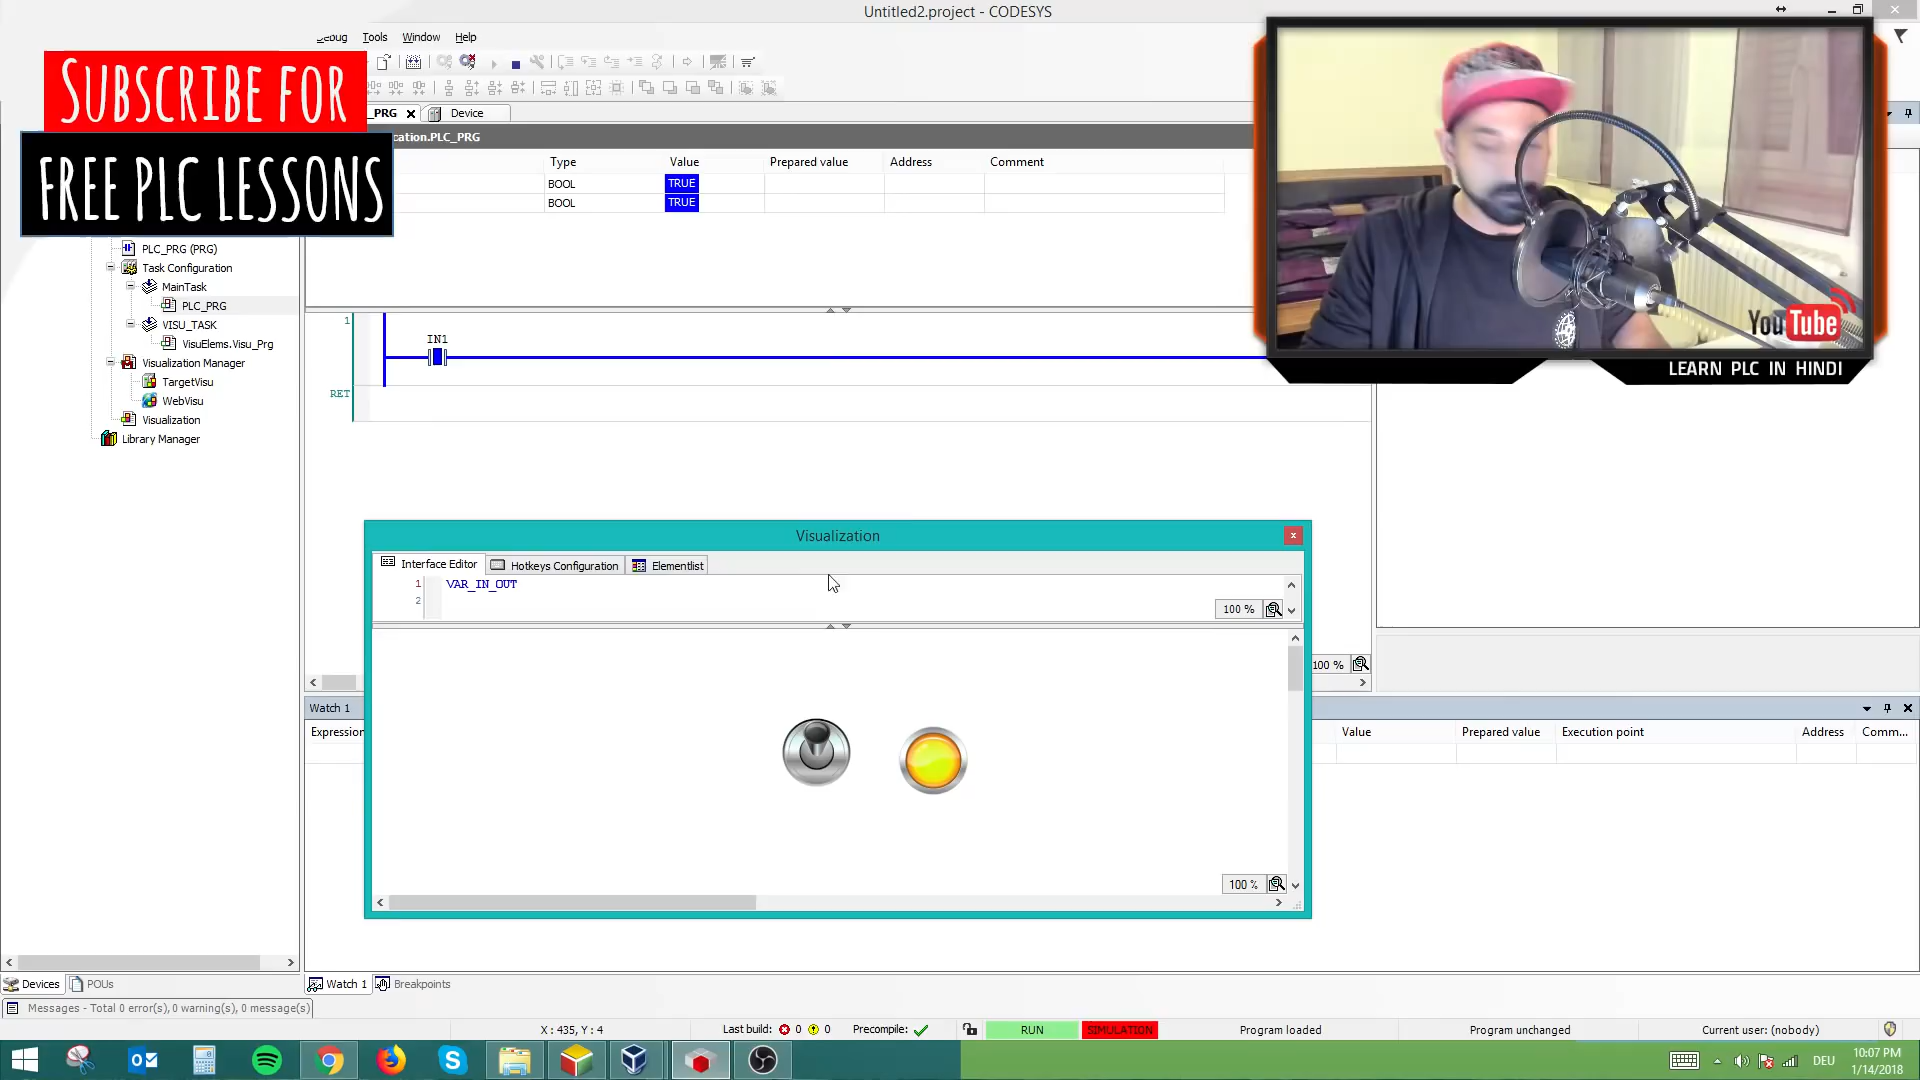 Untitled2.project - CODESYS
Debug Tools Window Help
SUBSCRIBE FOR
FREE PLC LESSONS
_PRG
Device
cation.PLC_PRG
Type Value Prepared value Address Comment
BOOL TRUE
BOOL TRUE
PLC_PRG (PRG)
Task Configuration
MainTask
PLC_PRG
VISU_TASK
VisuElems.Visu_Prg
Visualization Manager
TargetVisu
WebVisu
Visualization
Library Manager
1
IN1
RET
YouTube
LEARN PLC IN HINDI
Visualization
Interface Editor Hotkeys Configuration Elementlist
1 VAR_IN_OUT
2
100 %
100 %
100 %
Watch 1
Expression Value Prepared value Execution point Address Comm...
Devices POUs
Watch 1 Breakpoints
Messages - Total 0 error(s), 0 warning(s), 0 message(s)
X : 435, Y : 4 Last build: 0 0 Precompile: RUN SIMULATION Program loaded Program unchanged Current user: (nobody)
DEU
10:07 PM
1/14/2018